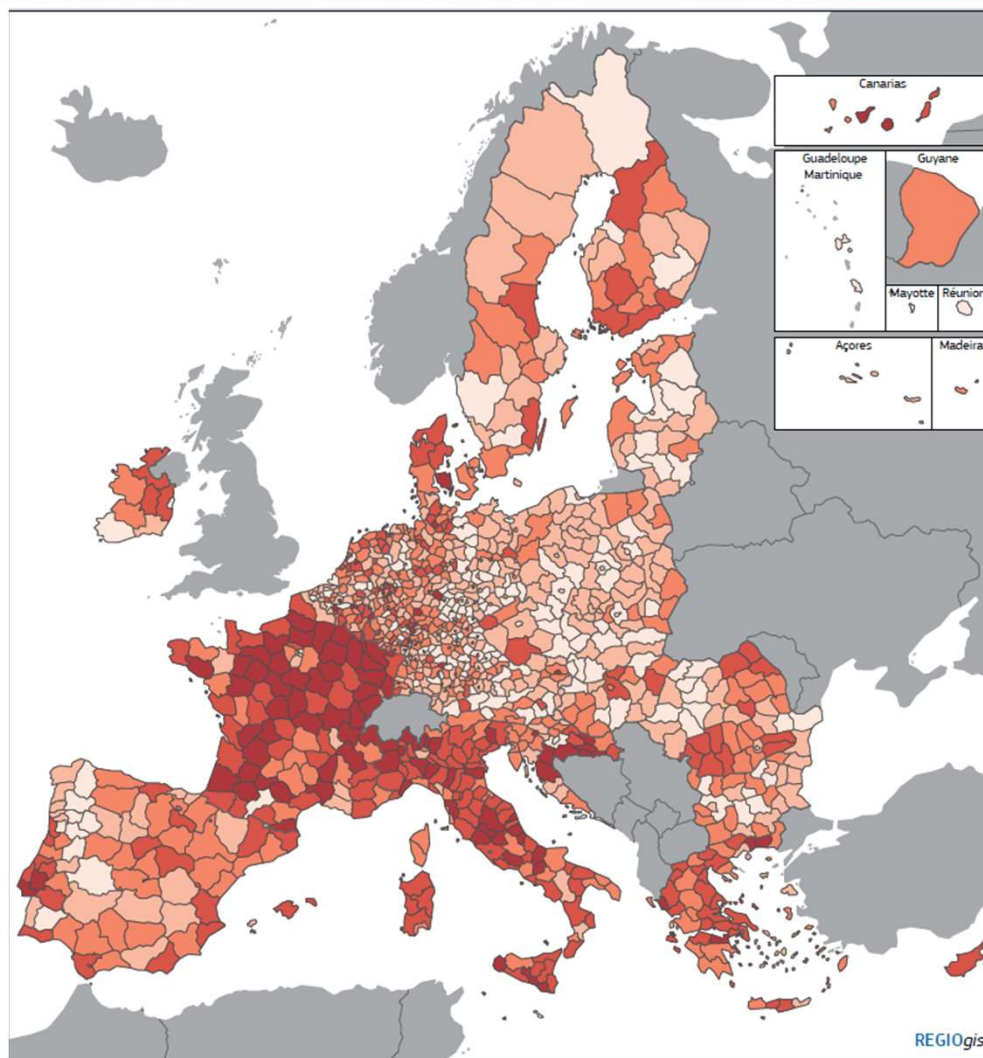 Canarias
Guadeloupe
Martinique
Guyane
Mayotte
Réunion
Açores
Madeira
REGIOgis